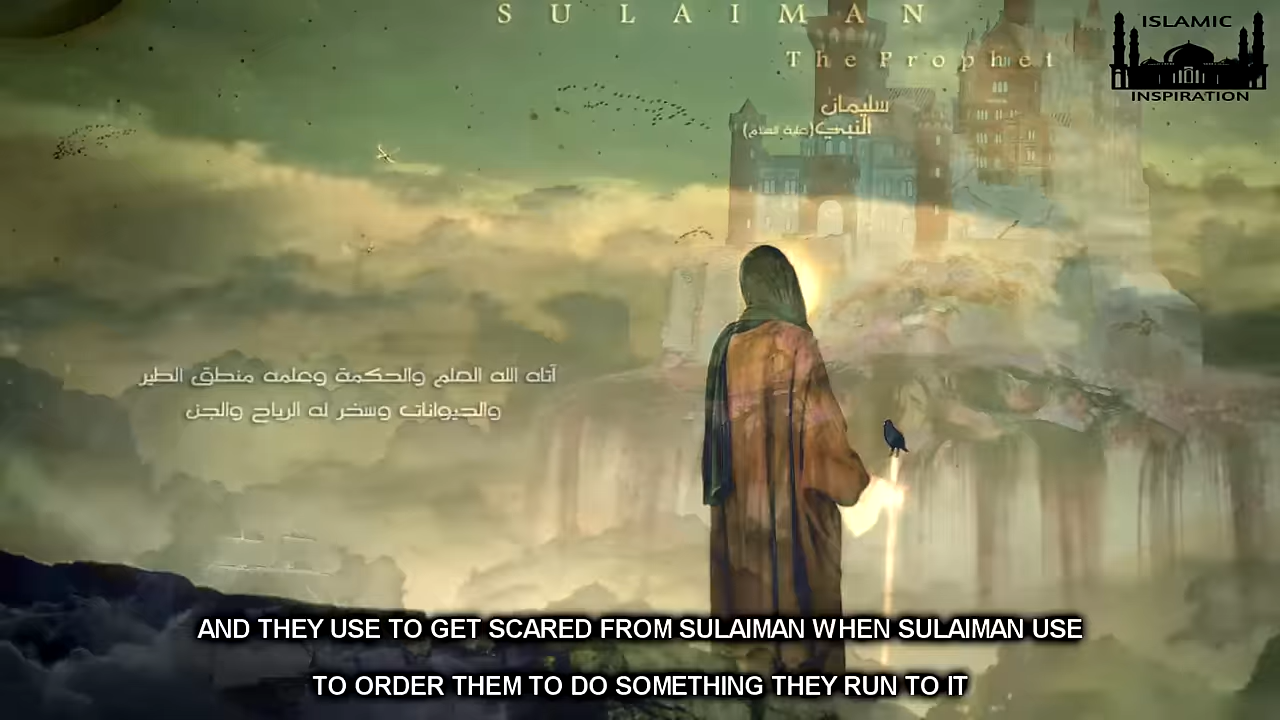 SULAIMAN
The Prophet
سليمان
النبي (علية السلام)
ISLAMIC
INSPIRATION
آتاه الله العلم والحكمة وعلمه منطق الطير
والحيوانات وسخر له الرياح والجن
AND THEY USE TO GET SCARED FROM SULAIMAN WHEN SULAIMAN USE
TO ORDER THEM TO DO SOMETHING THEY RUN TO IT